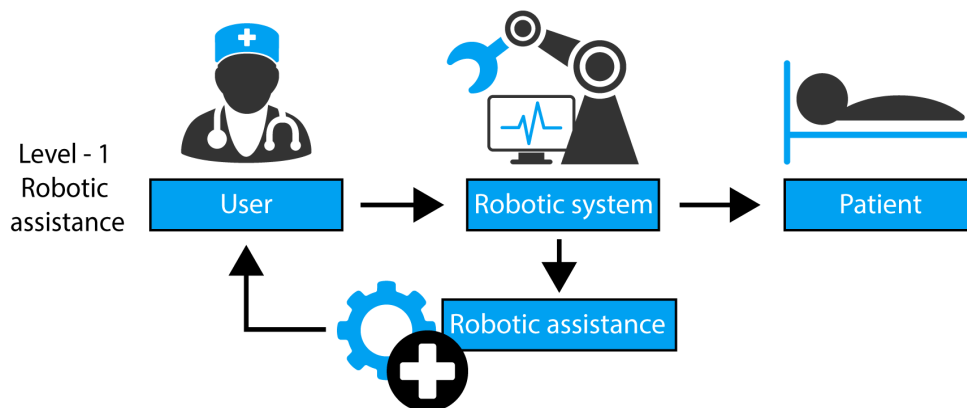 Level - 1
Robotic
assistance
User
Robotic system
Patient
Robotic assistance